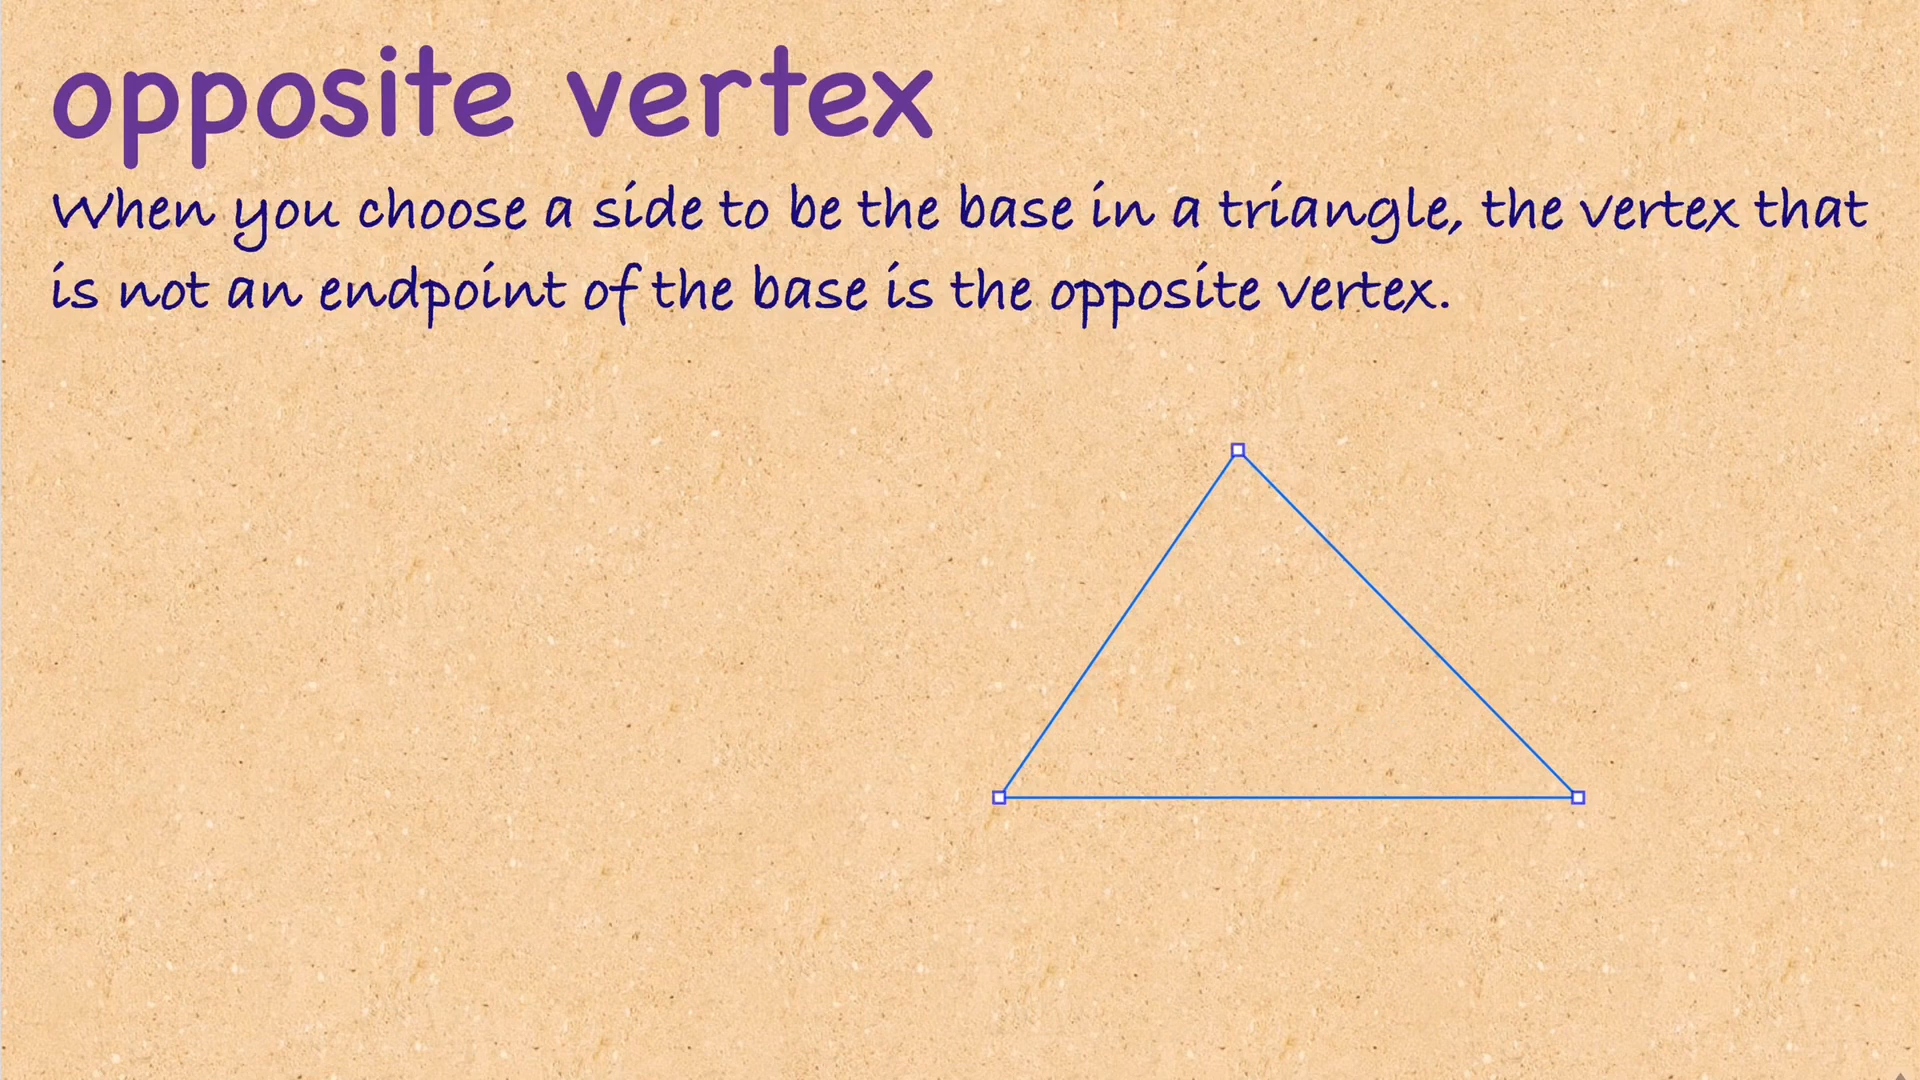 opposite vertex
When you choose a side to be the base in a triangle, the vertex that
is not an endpoint of the base is the opposite vertex.